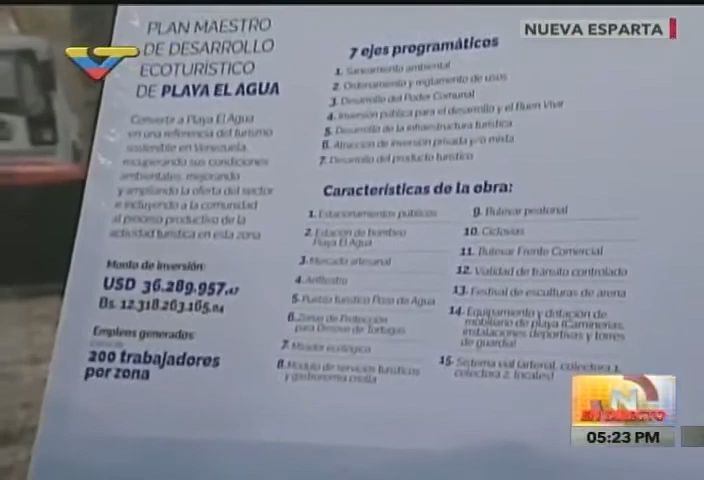 NUEVA ESPARTA
PLAN MAESTRO
DE DESARROLLO
ECOTURÍSTICO
DE PLAYA EL AGUA
Convertir a Playa El Agua
en una referencia del turismo
sostenible en Venezuela,
recuperando sus condiciones
ambientales, mejorando
y ampliando la oferta del sector
e incluyendo a la comunidad
al proceso productivo de la
actividad turística en esta zona
Monto de inversión:
USD 36.289.957,47
Bs. 12.318.263.165,04
Empleos generados:
200 trabajadores
por zona
7 ejes programáticos
1. Saneamiento ambiental
2. Ordenamiento y reglamento de usos
3. Desarrollo del Poder Comunal
4. Inversión pública para el desarrollo y el Buen Vivir
5. Desarrollo de la infraestructura turística
6. Atracción de inversión privada y/o mixta
7. Desarrollo del producto turístico
Características de la obra:
1. Estacionamientos públicos
2. Estación de bombeo
Playa El Agua
3. Mercado artesanal
4. Anfiteatro
5. Pueblo turístico Pozo de Agua
6. Zonas de Protección
para Desove de Tortugas
7. Mirador ecológico
8. Módulo de servicios turísticos
y gastronomía criolla
9. Bulevar peatonal
10. Ciclovías
11. Bulevar Frente Comercial
12. Vialidad de tránsito controlado
13. Festival de esculturas de arena
14. Equipamiento y dotación de
mobiliario de playa (Caminerías,
instalaciones deportivas y torres
de guardia)
15. Sistema vial (arterial, colectora 1,
colectora 2, locales)
EN DIRECTO
05:23 PM